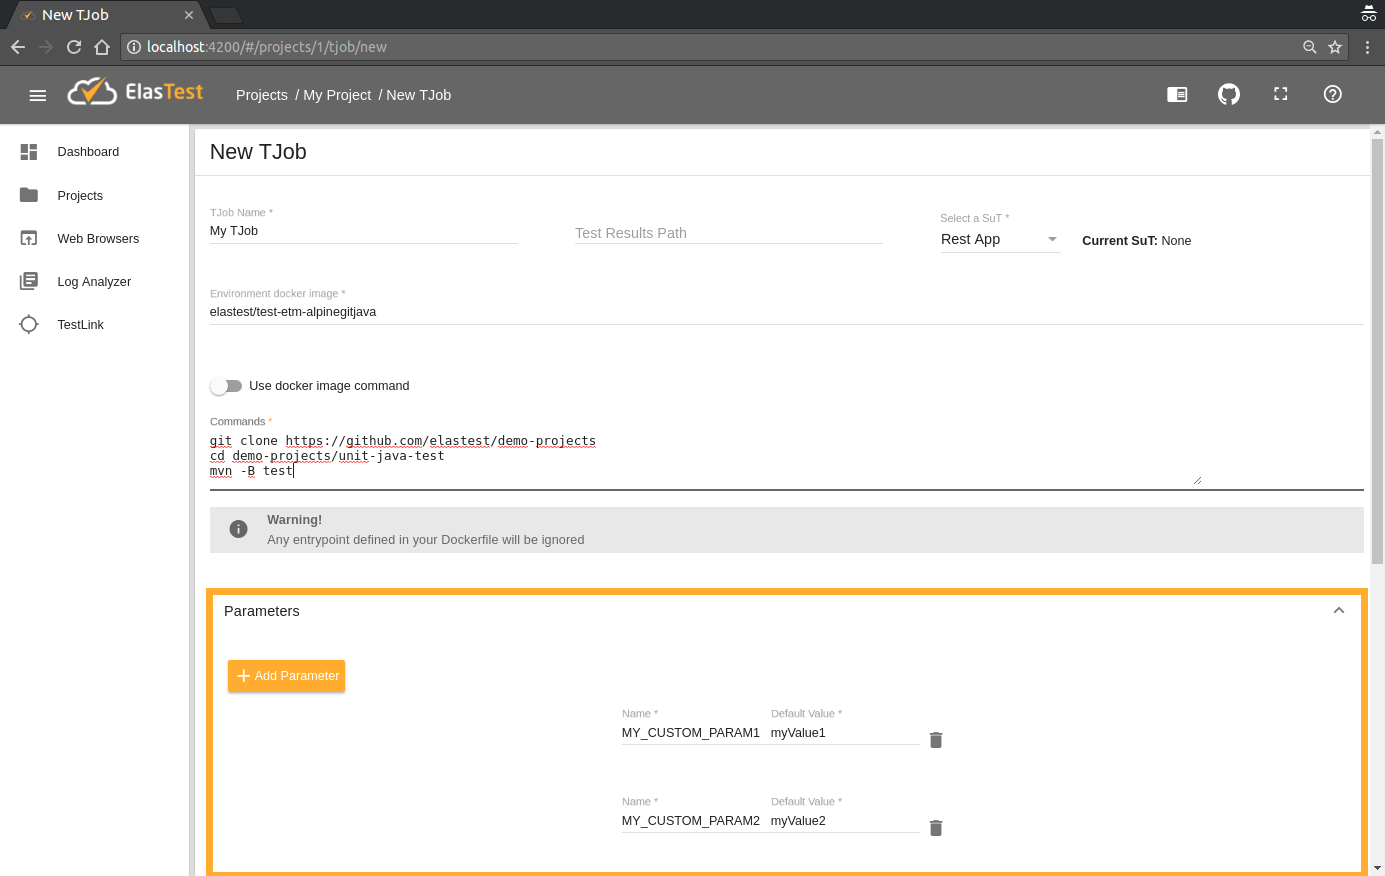 New TJob
localhost:4200/#/projects/1/tjob/new
ElasTest
Projects / My Project / New TJob
Dashboard
Projects
Web Browsers
Log Analyzer
TestLink
New TJob
TJob Name *
My TJob
Test Results Path
Select a SuT *
Rest App
Current SuT: None
Environment docker image *
elastest/test-etm-alpinegitjava
Use docker image command
Commands *
git clone https://github.com/elastest/demo-projects
cd demo-projects/unit-java-test
mvn -B test
Warning!
Any entrypoint defined in your Dockerfile will be ignored
Parameters
Add Parameter
Name * Default Value *
MY_CUSTOM_PARAM1 myValue1
Name * Default Value *
MY_CUSTOM_PARAM2 myValue2